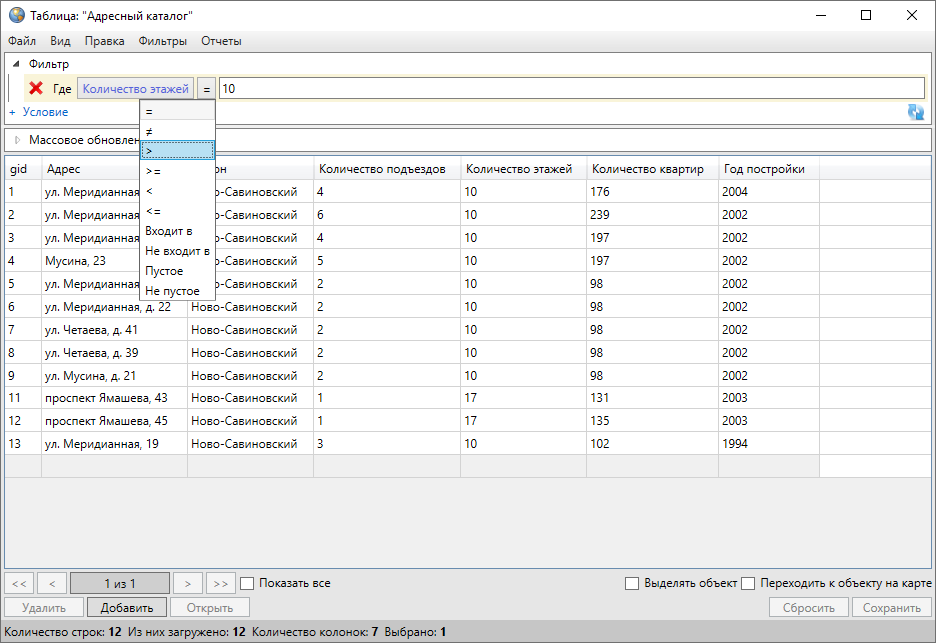 Таблица: "Адресный каталог"
Файл Вид Правка Фильтры Отчеты
Фильтр
Где Количество этажей = 10
+ Условие
=
≠
>
>=
<
<=
Входит в
Не входит в
Пустое
Не пустое
Массовое обновлен
gid Адрес он Количество подъездов Количество этажей Количество квартир Год постройки
1 ул. Меридианная о-Савиновский 4 10 176 2004
2 ул. Меридианная о-Савиновский 6 10 239 2002
3 ул. Меридианная о-Савиновский 4 10 197 2002
4 Мусина, 23 о-Савиновский 5 10 197 2002
5 ул. Меридианная о-Савиновский 2 10 98 2002
6 ул. Меридианная, д. 22 Ново-Савиновский 2 10 98 2002
7 ул. Четаева, д. 41 Ново-Савиновский 2 10 98 2002
8 ул. Четаева, д. 39 Ново-Савиновский 2 10 98 2002
9 ул. Мусина, д. 21 Ново-Савиновский 2 10 98 2002
11 проспект Ямашева, 43 Ново-Савиновский 1 17 131 2003
12 проспект Ямашева, 45 Ново-Савиновский 1 17 135 2003
13 ул. Меридианная, 19 Ново-Савиновский 3 10 102 1994
<< < 1 из 1 > >> Показать все Выделять объект Переходить к объекту на карте
Удалить Добавить Открыть Сбросить Сохранить
Количество строк: 12 Из них загружено: 12 Количество колонок: 7 Выбрано: 1